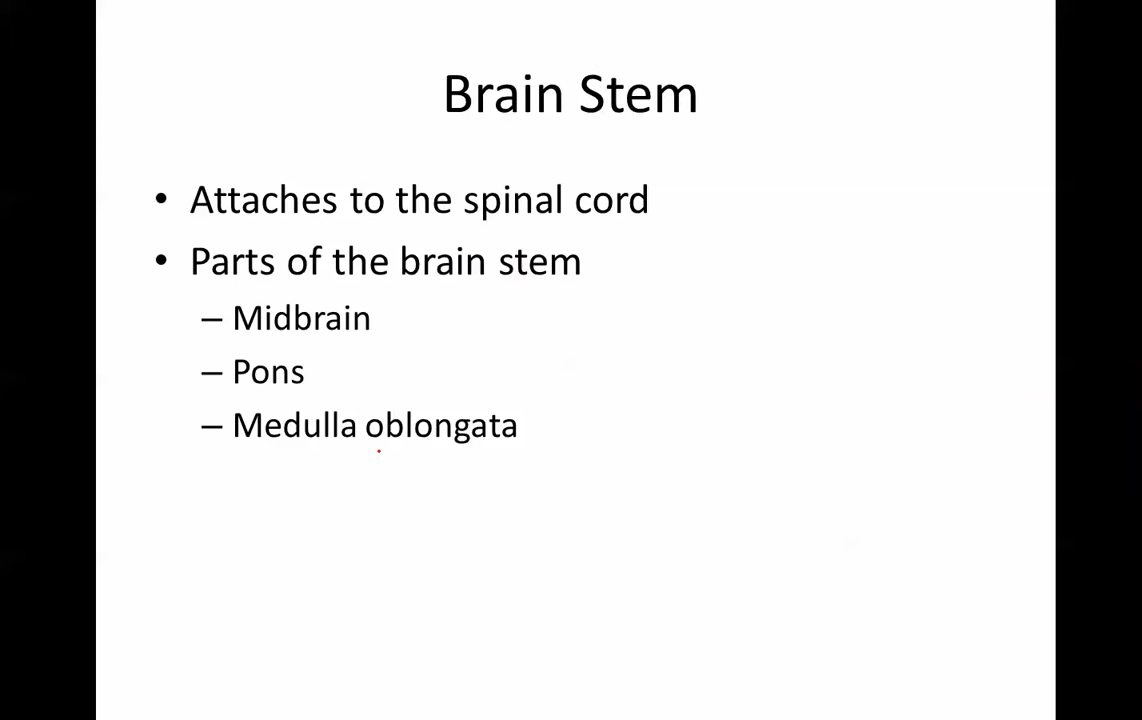 Brain Stem
• Attaches to the spinal cord
• Parts of the brain stem
– Midbrain
– Pons
– Medulla oblongata